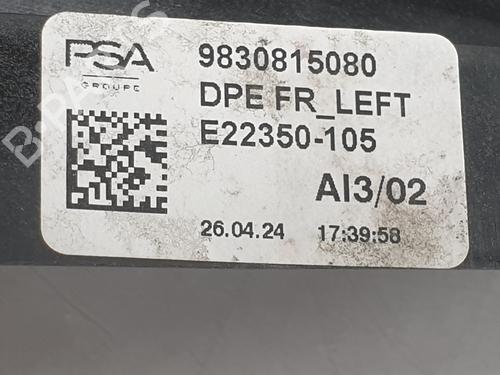 PSA
GROUPE
9830815080
DPE FR_LEFT
E22350-105
AI3/02
26.04.24 17:39:58